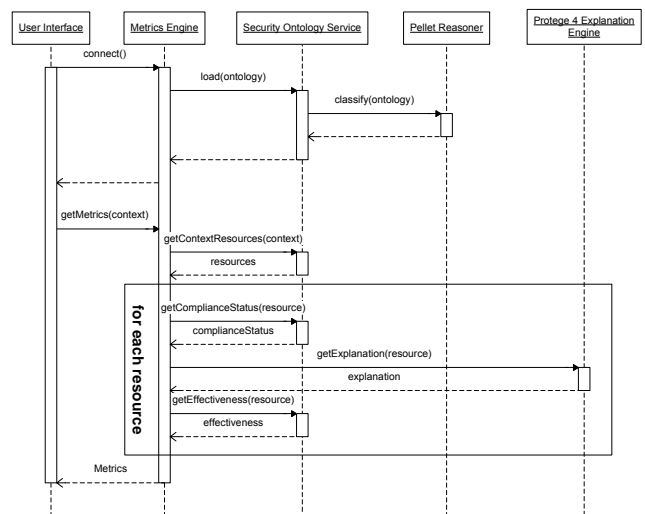 User Interface
Metrics Engine
Security Ontology Service
Pellet Reasoner
Protege 4 Explanation
Engine
connect()
load(ontology)
classify(ontology)
getMetrics(context)
getContextResources(context)
resources
for each resource
getComplianceStatus(resource)
complianceStatus
getExplanation(resource)
explanation
getEffectiveness(resource)
effectiveness
Metrics